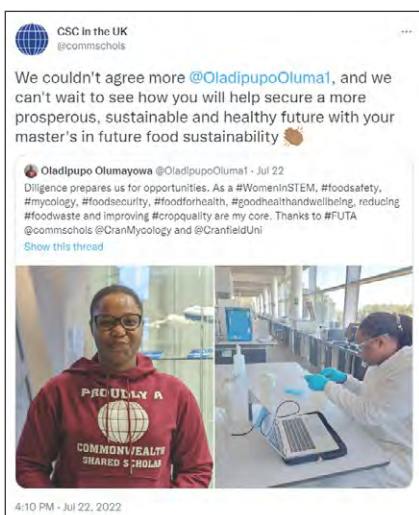 CSC in the UK
@commschols
We couldn't agree more @OladipupoOluma1, and we
can't wait to see how you will help secure a more
prosperous, sustainable and healthy future with your
master's in future food sustainability
Oladipupo Olumayowa @OladipupoOluma1 · Jul 22
Diligence prepares us for opportunities. As a #WomenInSTEM, #foodsafety,
#mycology, #foodsecurity, #foodforhealth, #goodhealthandwellbeing, reducing
#foodwaste and improving #cropquality are my core. Thanks to #FUTA
@commschols @CranMycology and @CranfieldUni
Show this thread
PROUDLY A
COMMONWEALTH
SHARED SCHOLAR
4:10 PM · Jul 22, 2022